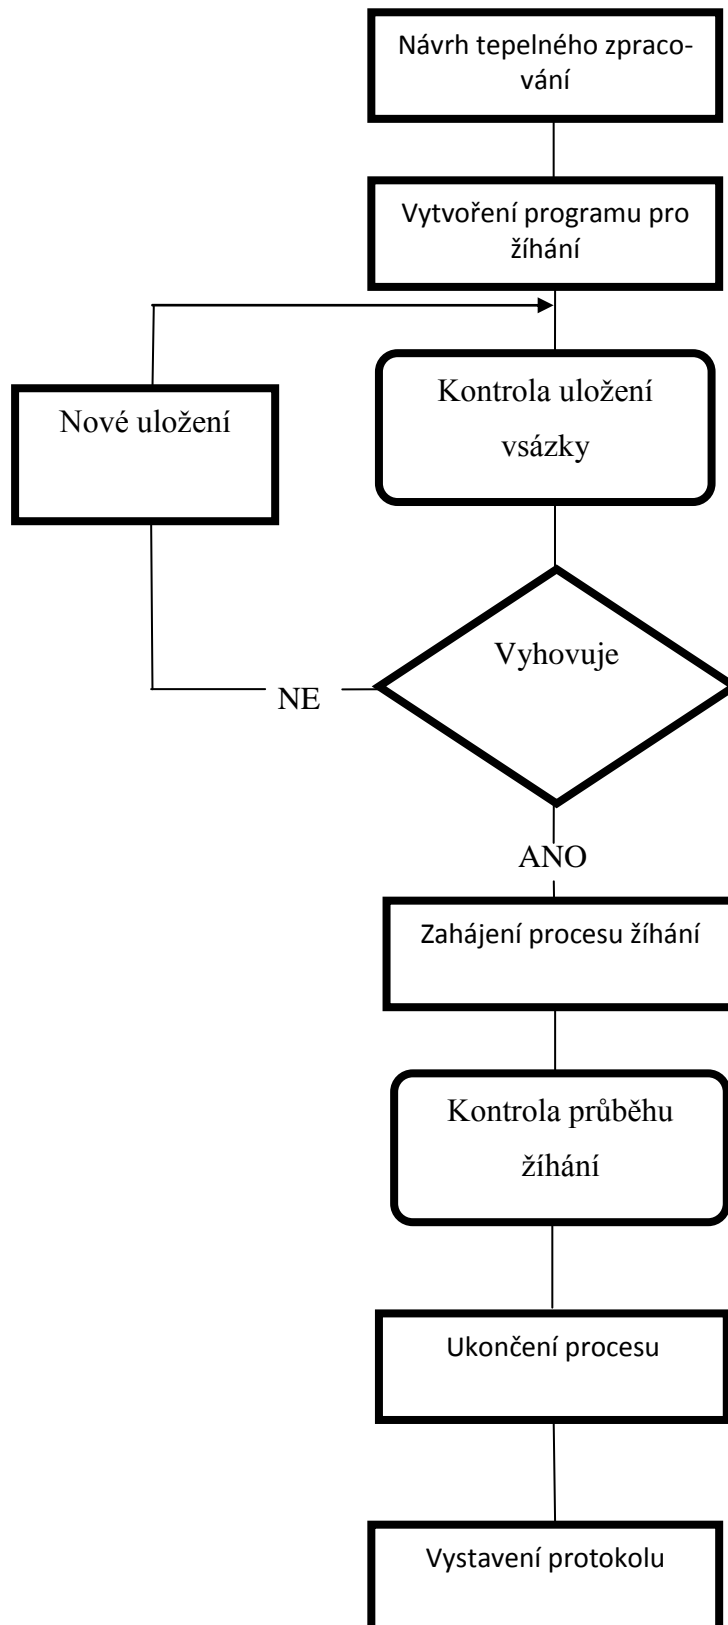 Návrh tepelného zpraco-
vání
Vytvoření programu pro
žíhání
Nové uložení
Kontrola uložení
vsázky
Vyhovuje
NE
ANO
Zahájení procesu žíhání
Kontrola průběhu
žíhání
Ukončení procesu
Vystavení protokolu